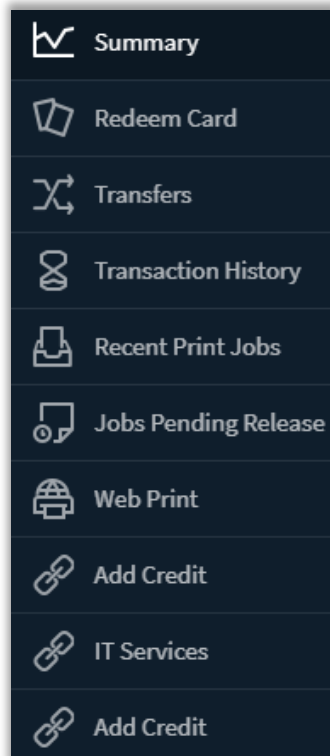 Summary
Redeem Card
Transfers
Transaction History
Recent Print Jobs
Jobs Pending Release
Web Print
Add Credit
IT Services
Add Credit